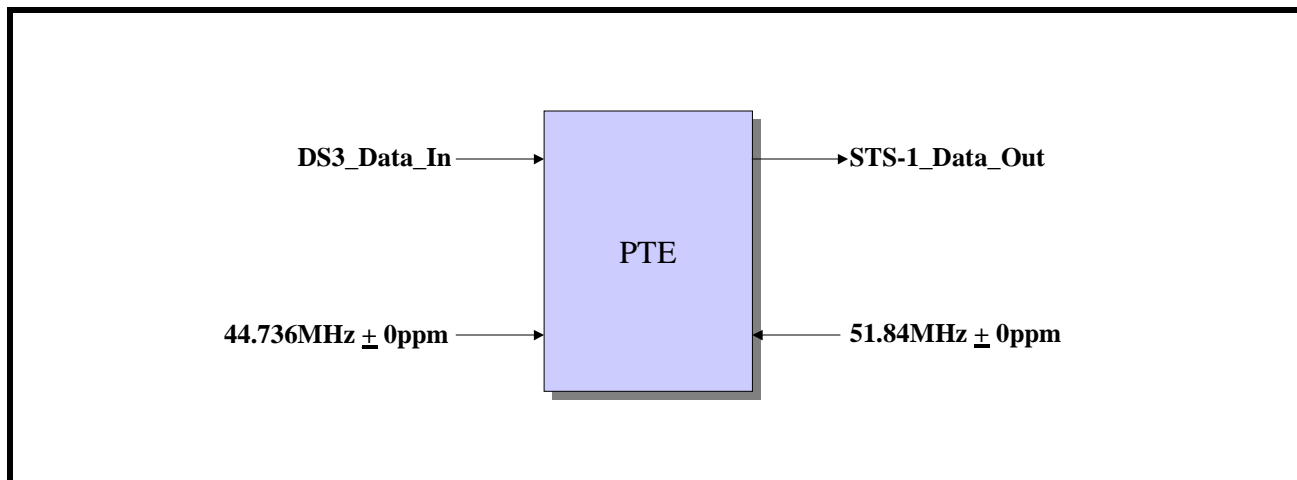 DS3_Data_In
STS-1_Data_Out
PTE
44.736MHz ± 0ppm
51.84MHz ± 0ppm